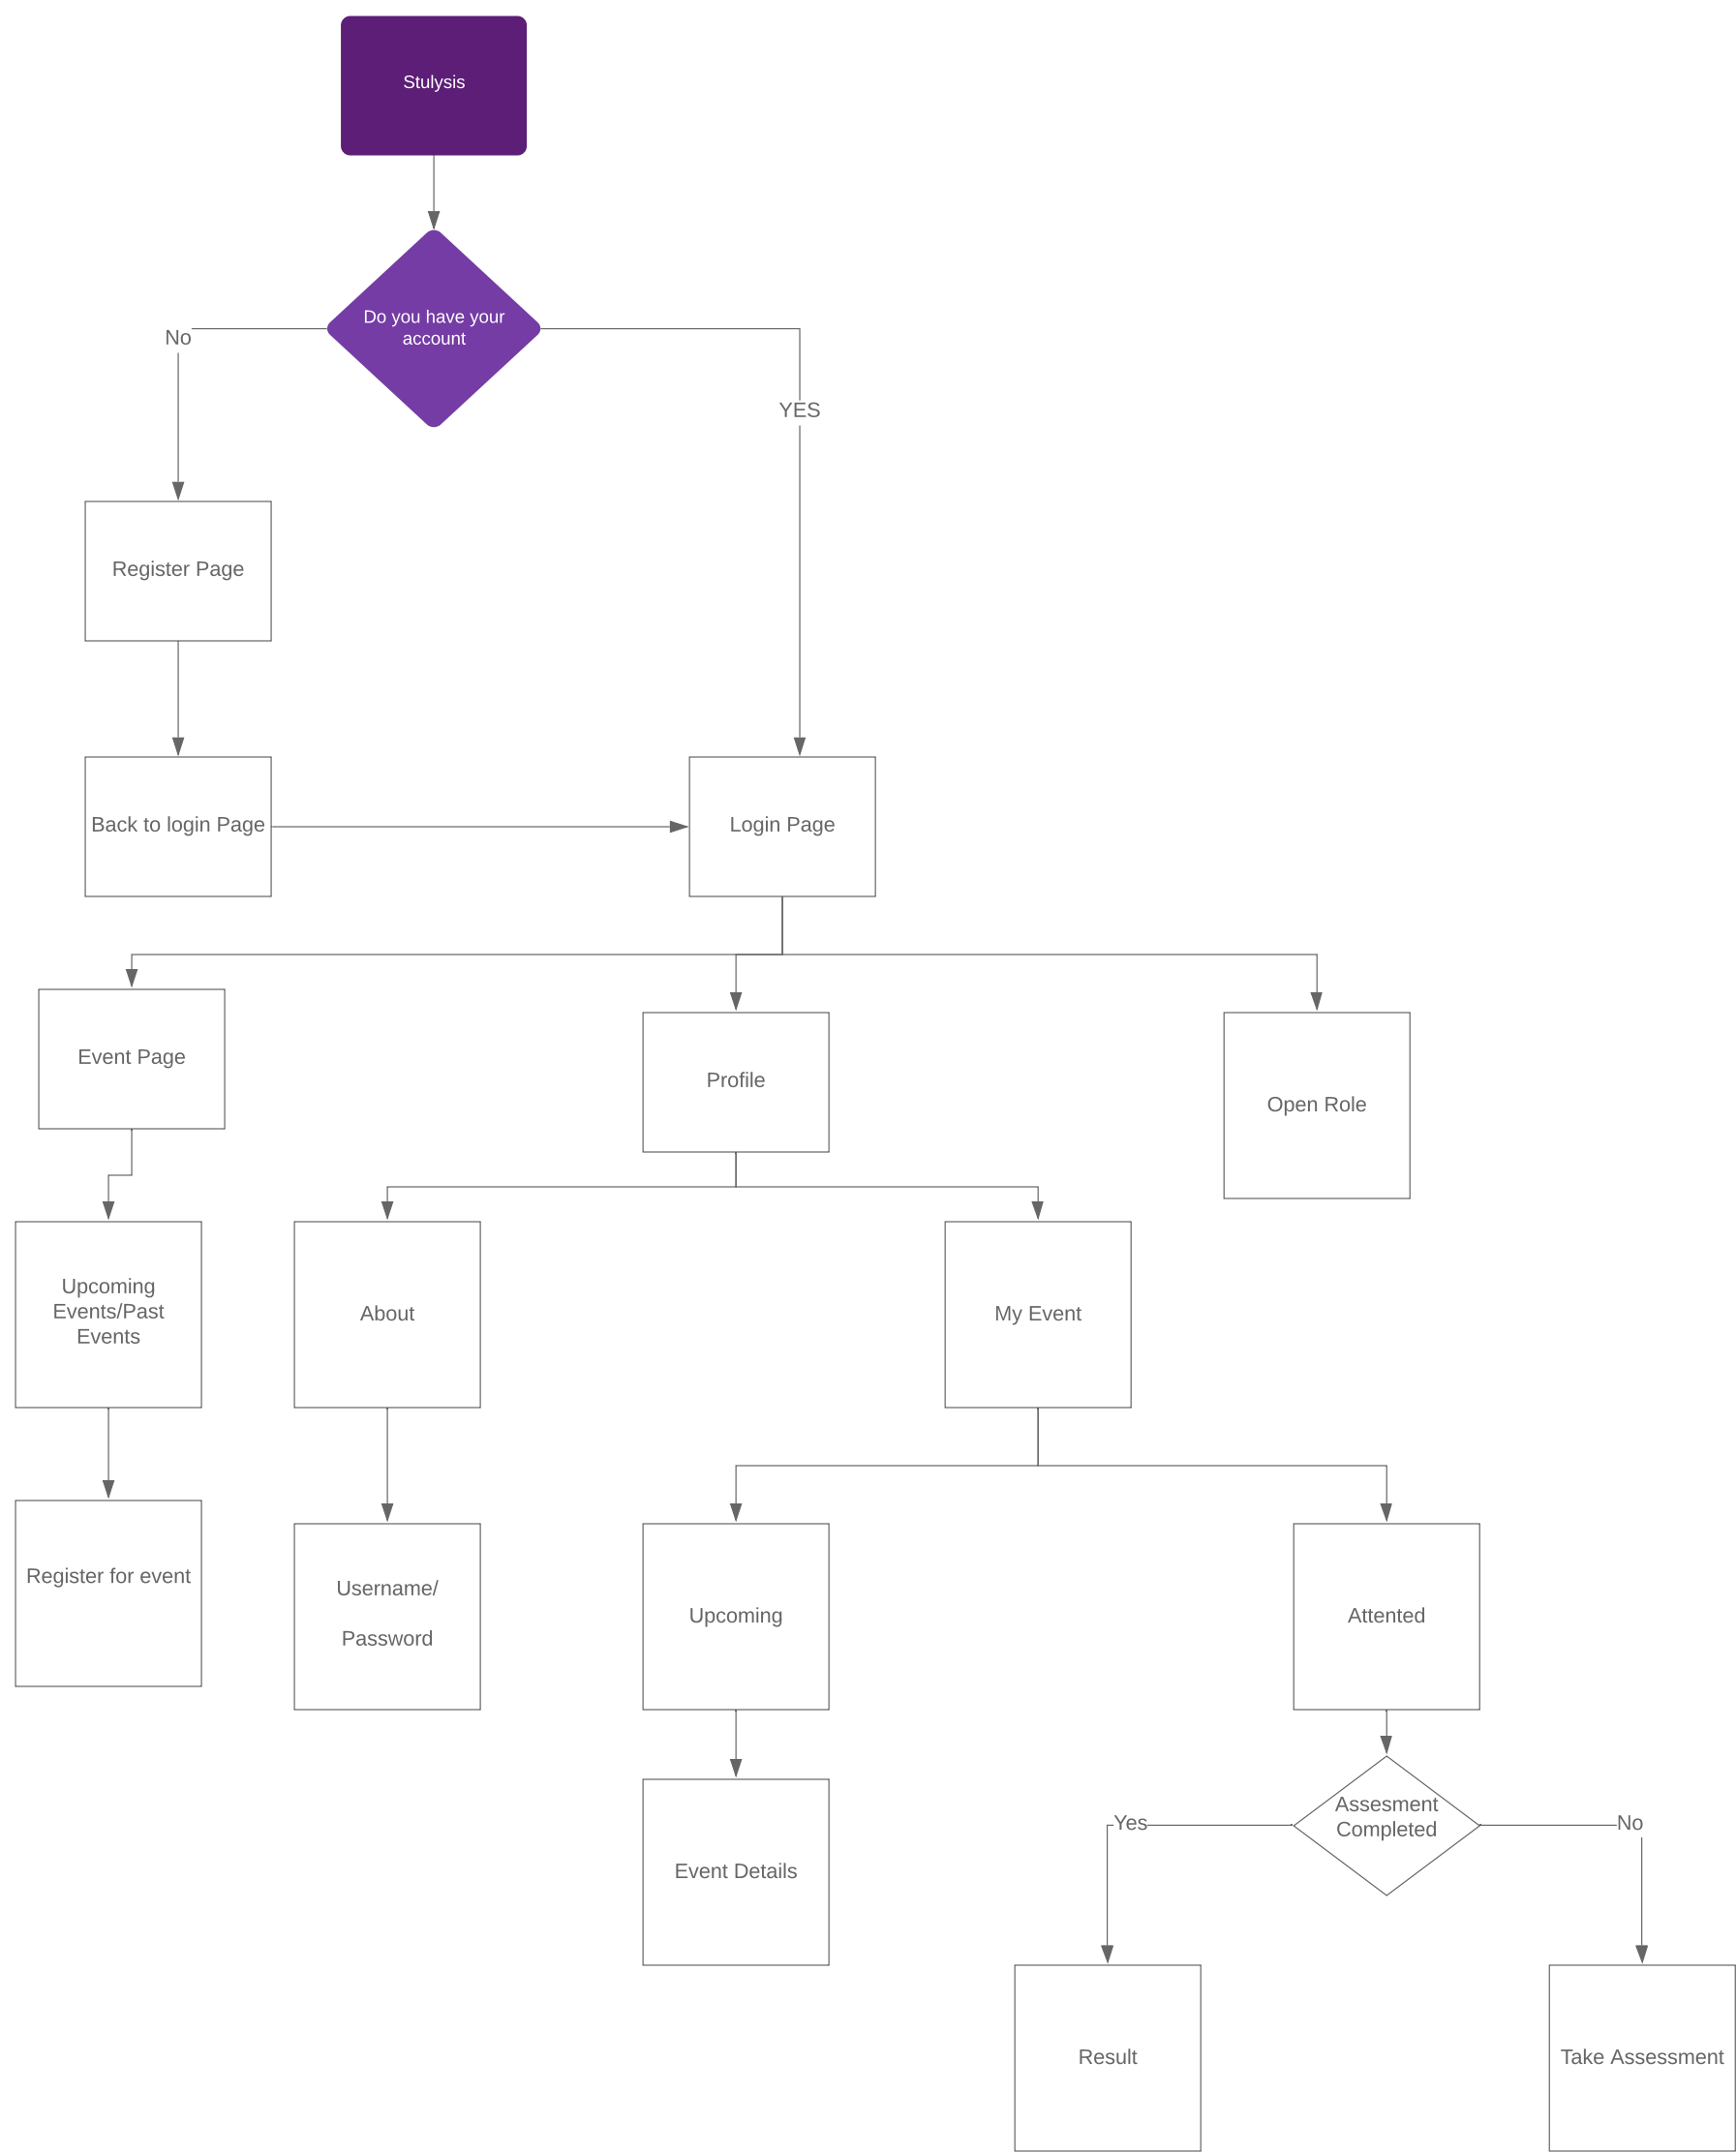 Stulysis
Do you have your
account
No
YES
Register Page
Back to login Page
Login Page
Event Page
Profile
Open Role
Upcoming
Events/Past
Events
About
My Event
Register for event
Username/
Password
Upcoming
Attented
Assesment
Completed
Yes
No
Event Details
Result
Take Assessment